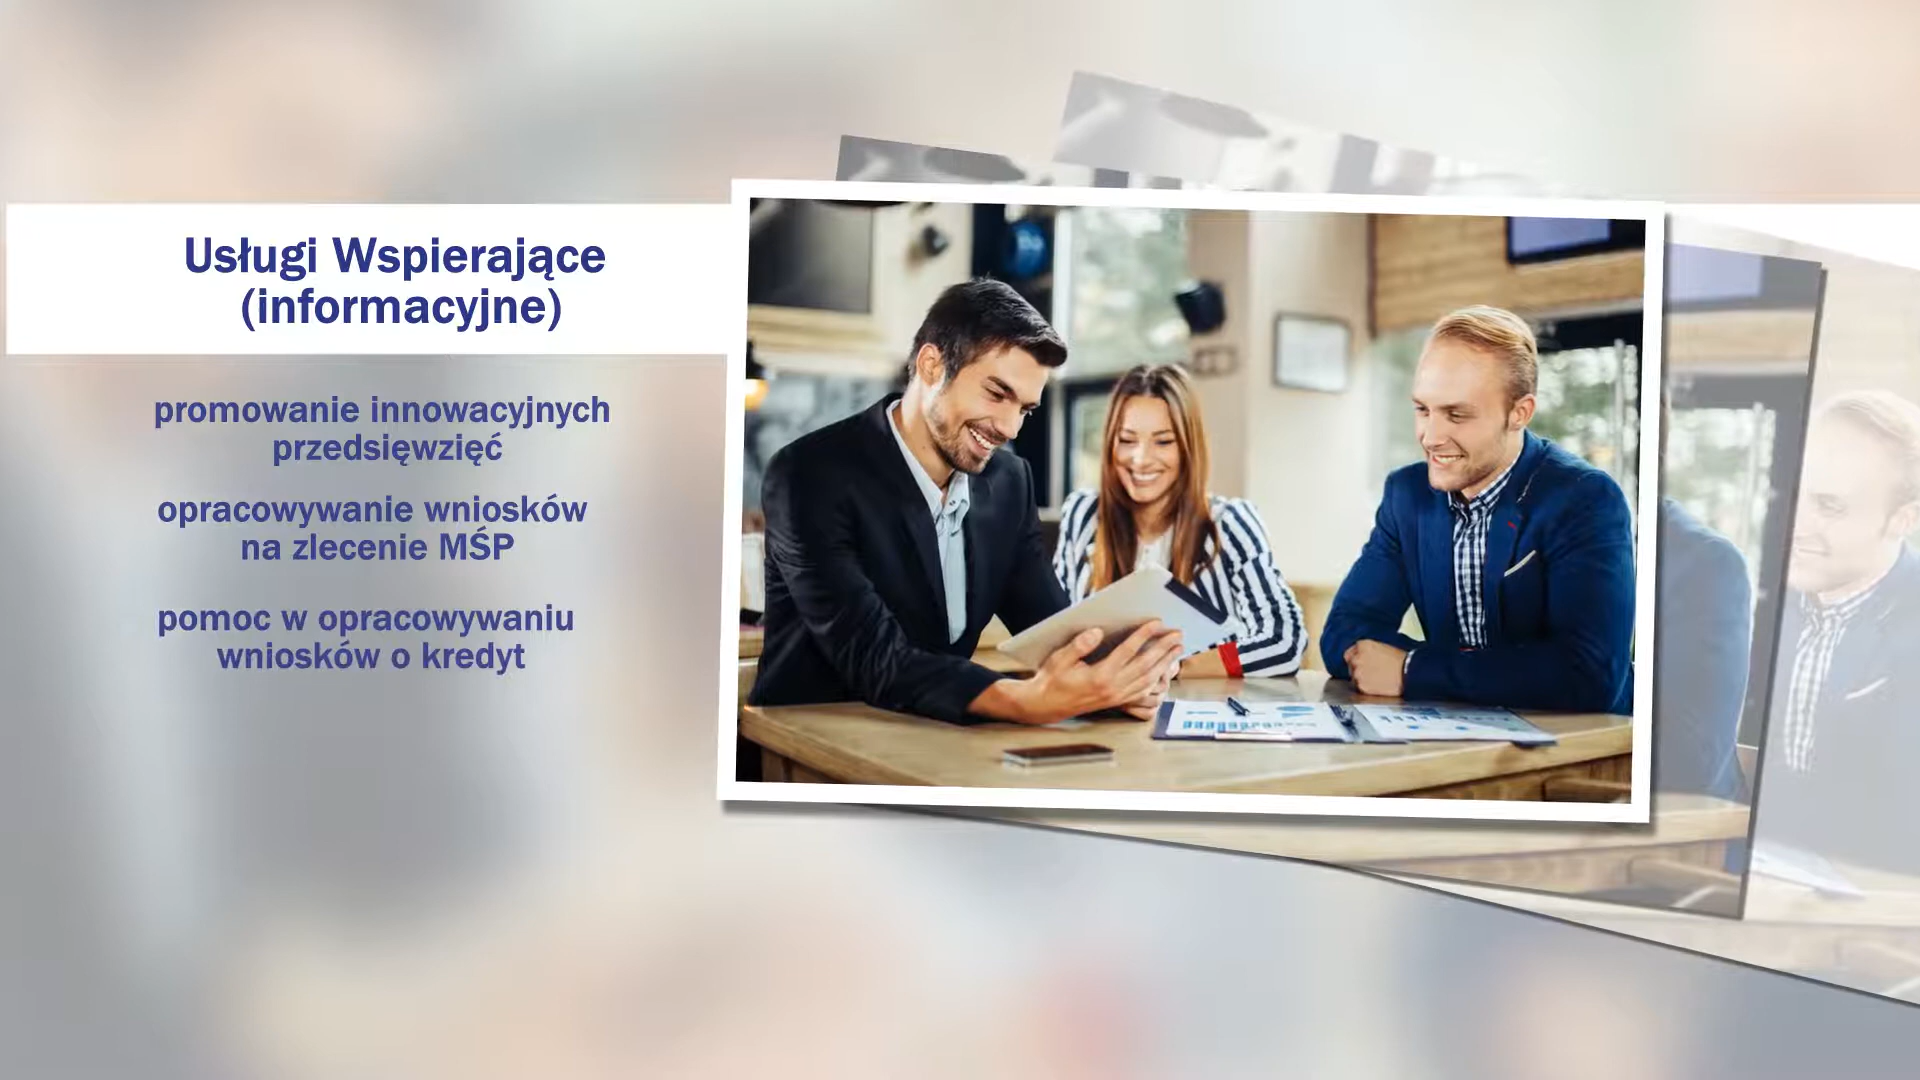 Usługi Wspierające
(informacyjne)
promowanie innowacyjnych
przedsięwzięć
opracowywanie wniosków
na zlecenie MŚP
pomoc w opracowywaniu
wniosków o kredyt